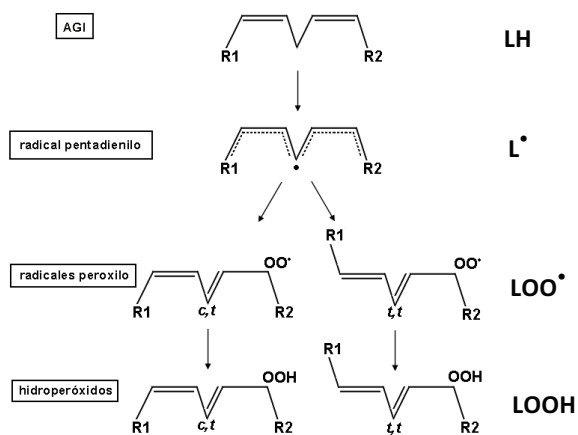 AGI
R1 R2 LH
radical pentadienilo
R1 R2 L•
R1
radicales peroxilo OO• OO• LOO•
R1 c,t R2 t,t R2
R1
hidroperóxidos OOH OOH LOOH
R1 c,t R2 t,t R2